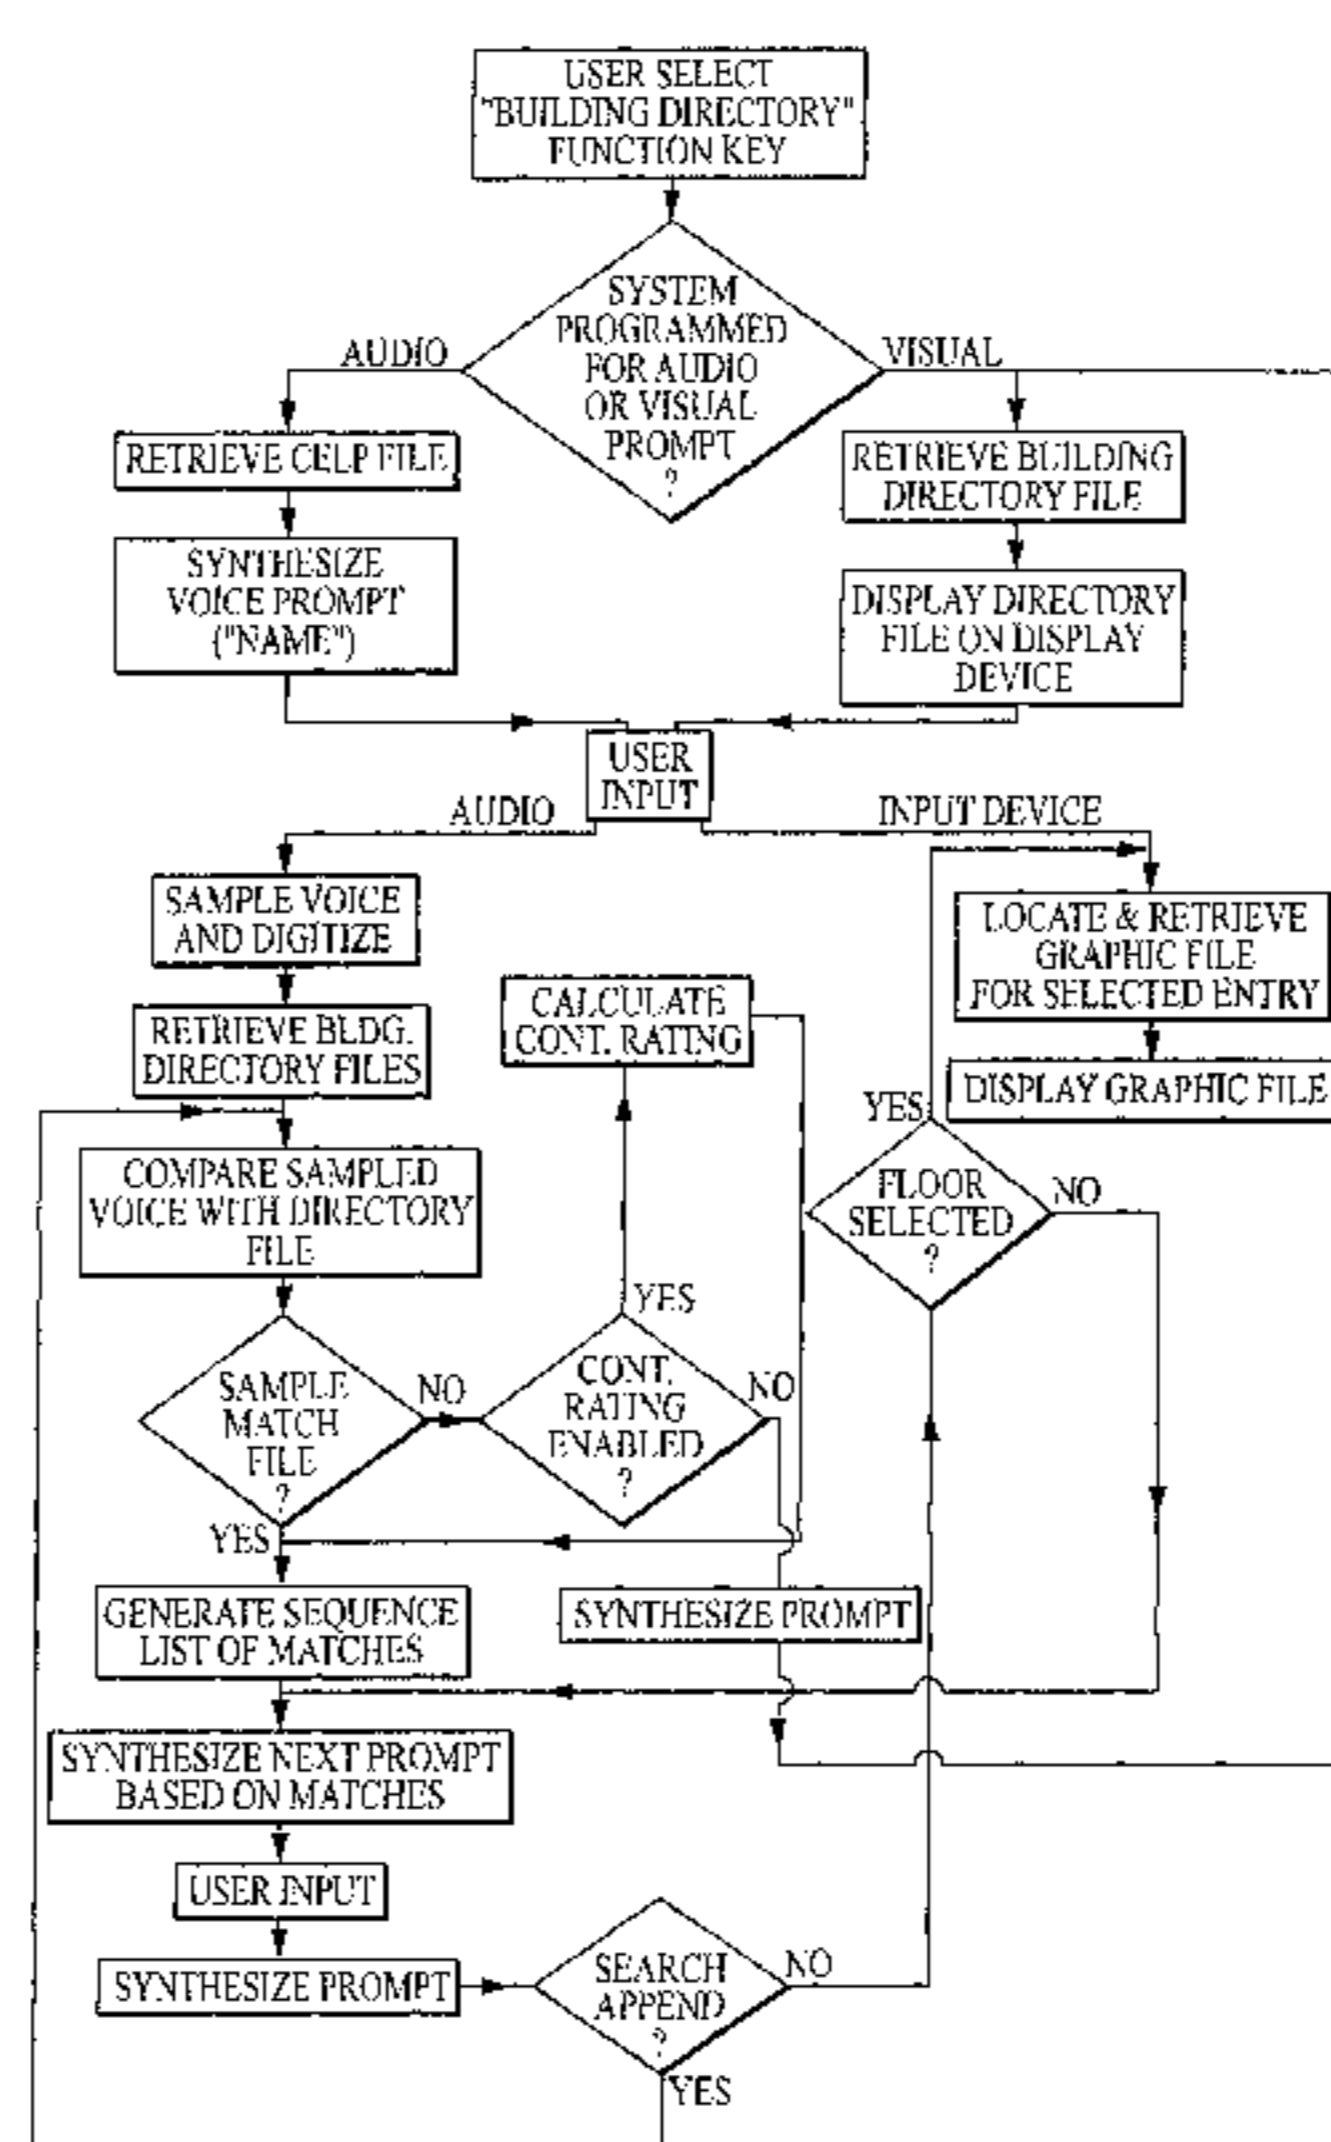 USER SELECT
"BUILDING DIRECTORY"
FUNCTION KEY
SYSTEM
PROGRAMMED
FOR AUDIO
OR VISUAL
PROMPT
?
AUDIO
VISUAL
RETRIEVE CELP FILE
RETRIEVE BUILDING
DIRECTORY FILE
SYNTHESIZE
VOICE PROMPT
("NAME")
DISPLAY DIRECTORY
FILE ON DISPLAY
DEVICE
USER
INPUT
AUDIO
INPUT DEVICE
SAMPLE VOICE
AND DIGITIZE
LOCATE & RETRIEVE
GRAPHIC FILE
FOR SELECTED ENTRY
RETRIEVE BLDG.
DIRECTORY FILES
CALCULATE
CONT. RATING
DISPLAY GRAPHIC FILE
COMPARE SAMPLED
VOICE WITH DIRECTORY
FILE
YES
FLOOR
SELECTED
?
NO
SAMPLE
MATCH
FILE
?
NO
YES
YES
CONT.
RATING
ENABLED
?
NO
GENERATE SEQUENCE
LIST OF MATCHES
SYNTHESIZE PROMPT
SYNTHESIZE NEXT PROMPT
BASED ON MATCHES
USER INPUT
SYNTHESIZE PROMPT
SEARCH
APPEND
?
NO
YES